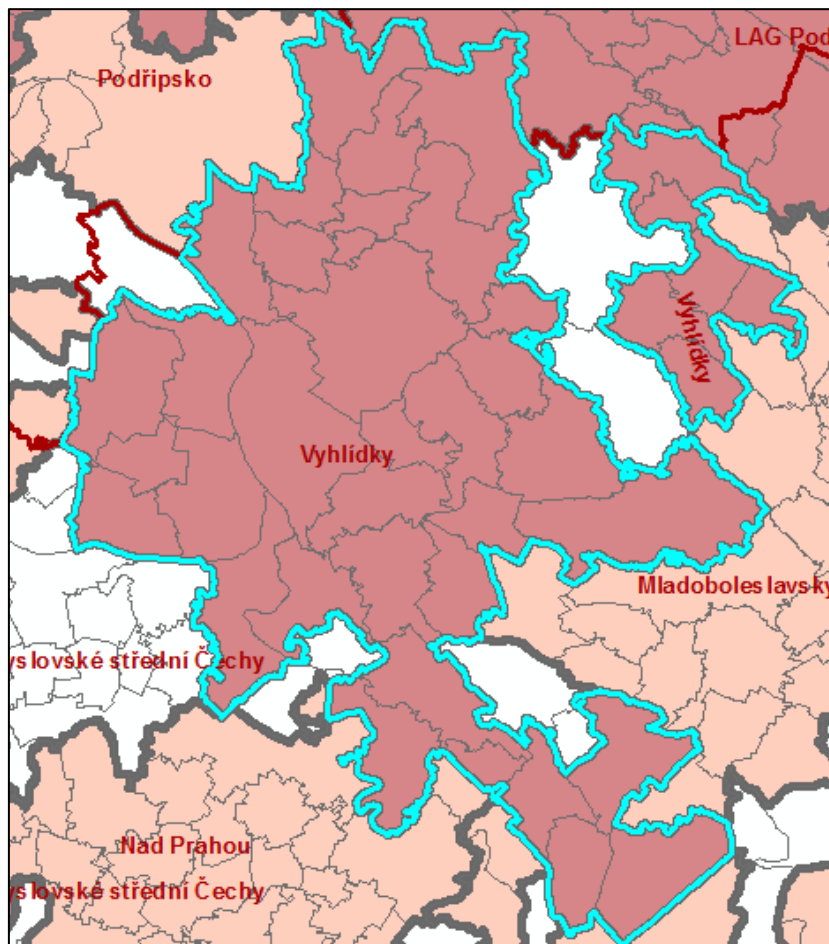 LAG Pod
Podřipsko
Vyhlídky
Vyhlídky
Mladoboleslavský
yslovské střední Čechy
Nad Prahou
yslovské střední Čechy